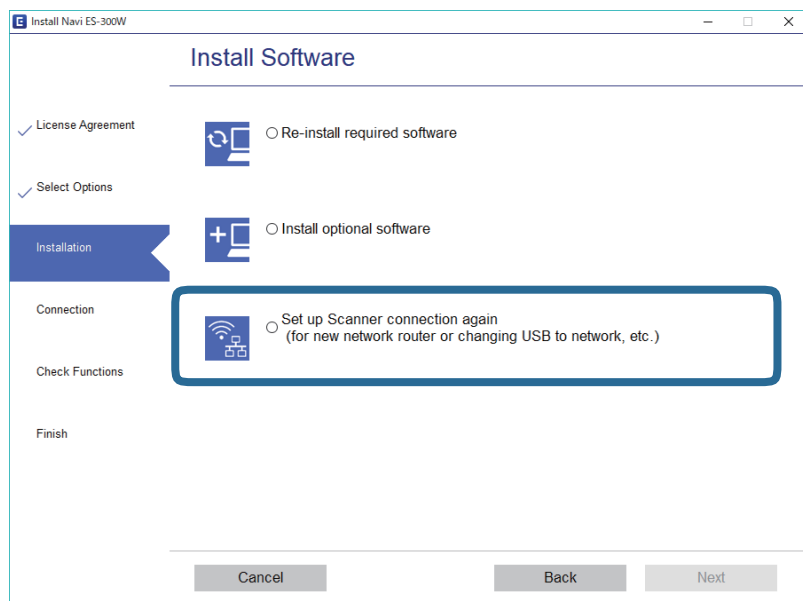 E Install Navi ES-300W
Install Software
License Agreement
Re-install required software
Select Options
Install optional software
Installation
Connection
Set up Scanner connection again
(for new network router or changing USB to network, etc.)
Check Functions
Finish
Cancel
Back
Next